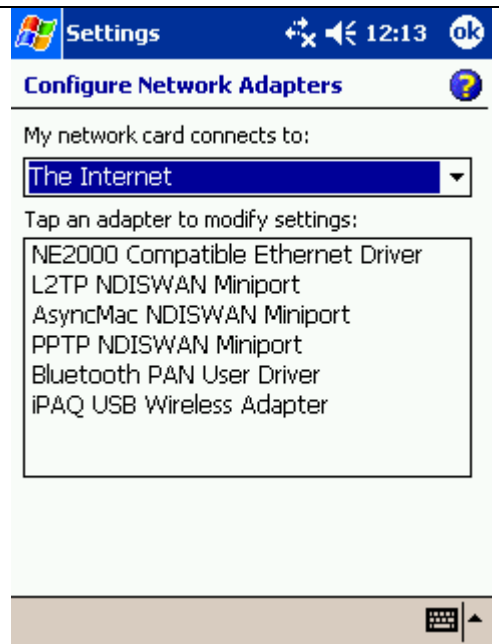 Settings 12:13 ok
Configure Network Adapters ?
My network card connects to:
The Internet
Tap an adapter to modify settings:
NE2000 Compatible Ethernet Driver
L2TP NDISWAN Miniport
AsyncMac NDISWAN Miniport
PPTP NDISWAN Miniport
Bluetooth PAN User Driver
iPAQ USB Wireless Adapter